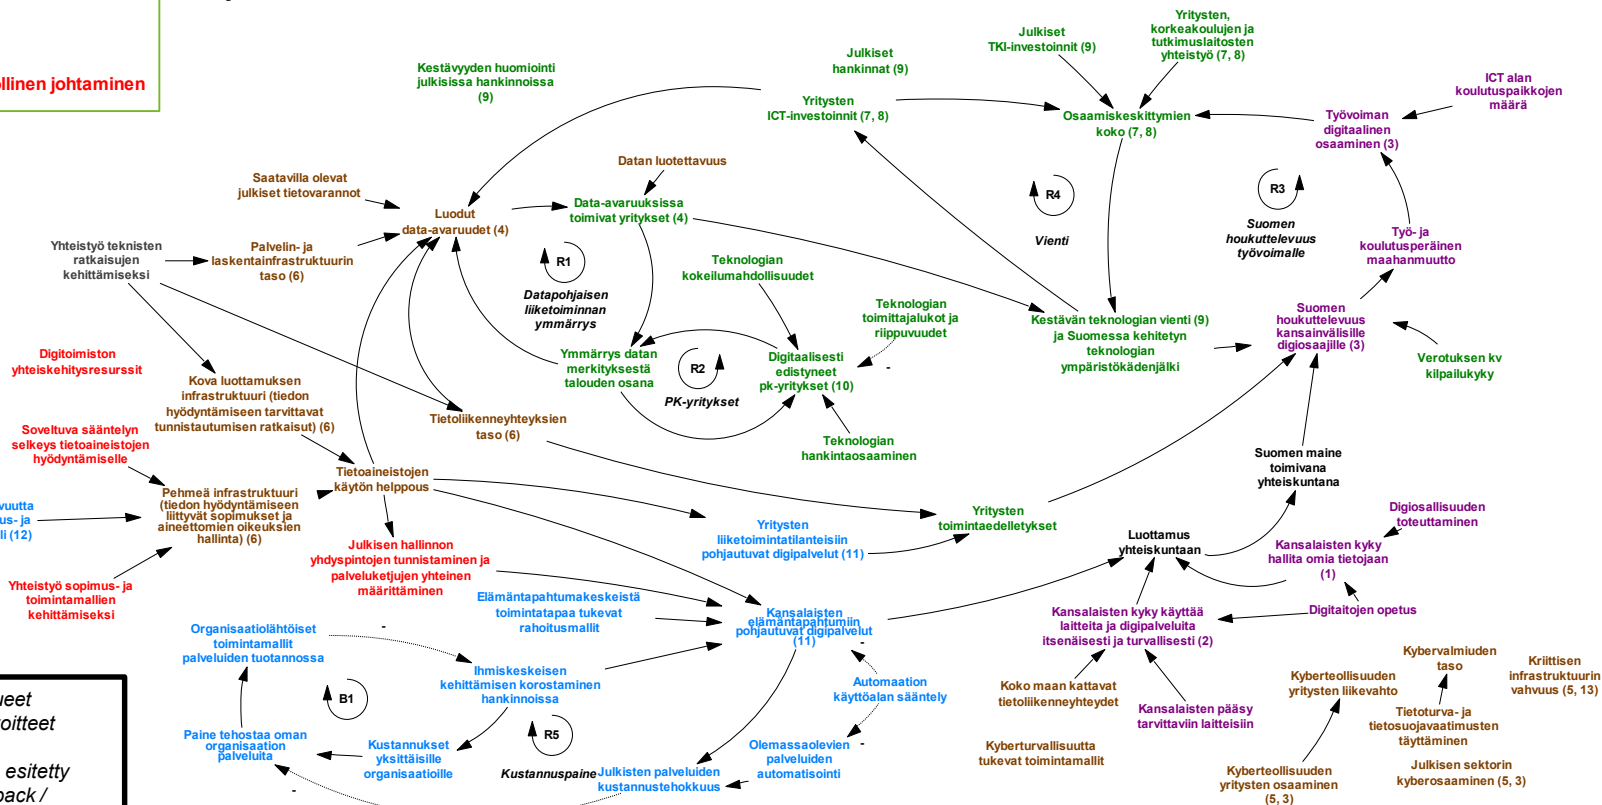 ollinen johtaminen
Kestävyyden huomiointi
julkisissa hankinnoissa
(9)
Julkiset
hankinnat (9)
Julkiset
TKI-investoinnit (9)
Yritysten,
korkeakoulujen ja
tutkimuslaitosten
yhteistyö (7, 8)
ICT alan
koulutuspaikkojen
määrä
Yritysten
ICT-investoinnit (7, 8)
Osaamiskeskittymien
koko (7, 8)
Työvoiman
digitaalinen
osaaminen (3)
Saatavilla olevat
julkiset tietovarannot
Datan luotettavuus
Luodut
data-avaruudet (4)
Data-avaruuksissa
toimivat yritykset (4)
R4
Vienti
R3
Suomen
houkuttelevuus
työvoimalle
Työ- ja
koulutusperäinen
maahanmuutto
Yhteistyö teknisten
ratkaisujen
kehittämiseksi
Palvelin- ja
laskentainfrastruktuurin
taso (6)
R1
Datapohjaisen
liiketoiminnan
ymmärrys
Teknologian
kokeilumahdollisuudet
Teknologian
toimittajalukot ja
riippuvuudet
-
Kestävän teknologian vienti (9)
ja Suomessa kehitetyn
teknologian
ympäristökädenjälki
Suomen
houkuttelevuus
kansainvälisille
digiosaajille (3)
Verotuksen kv
kilpailukyky
Digitoimiston
yhteiskehitysresurssit
Kova luottamuksen
infrastruktuuri (tiedon
hyödyntämiseen tarvittavat
tunnistautumisen ratkaisut) (6)
Ymmärrys datan
merkityksestä
talouden osana
R2
PK-yritykset
Digitaalisesti
edistyneet
pk-yritykset (10)
Tietoliikenneyhteyksien
taso (6)
Teknologian
hankintaosaaminen
Soveltuva sääntelyn
selkeys tietoaineistojen
hyödyntämiselle
Tietoaineistojen
käytön helppous
Suomen maine
toimivana
yhteiskuntana
vuutta
us- ja
li (12)
Pehmeä infrastruktuuri
(tiedon hyödyntämiseen
liittyvät sopimukset ja
aineettomien oikeuksien
hallinta) (6)
Yritysten
liiketoimintatilanteisiin
pohjautuvat digipalvelut (11)
Yritysten
toimintaedelletykset
Digiosallisuuden
toteuttaminen
Julkisen hallinnon
yhdyspintojen tunnistaminen ja
palveluketjujen yhteinen
määrittäminen
Luottamus
yhteiskuntaan
Kansalaisten kyky
hallita omia tietojaan
(1)
Yhteistyö sopimus- ja
toimintamallien
kehittämiseksi
Elämäntapahtumakeskeistä
toimintatapaa tukevat
rahoitusmallit
Kansalaisten
elämäntapahtumiin
pohjautuvat digipalvelut
(11)
-
Kansalaisten kyky käyttää
laitteita ja digipalveluita
itsenäisesti ja turvallisesti (2)
Digitaitojen opetus
Organisaatiolähtöiset
toimintamallit
palveluiden tuotannossa
-
Ihmiskeskeisen
kehittämisen korostaminen
hankinnoissa
B1
Automaation
käyttöalan sääntely
-
Koko maan kattavat
tietoliikenneyhteydet
Kansalaisten pääsy
tarvittaviin laitteisiin
Kyberteollisuuden
yritysten liikevahto
Kybervalmiuden
taso
Kriittisen
infrastruktuurin
vahvuus (5, 13)
Tietoturva- ja
tietosuojavaatimusten
täyttäminen
ueet
oitteet
esitetty
back /
Paine tehostaa oman
organisaation
palveluita
Kustannukset
yksittäisille
organisaatioille
R5
Kustannuspaine
Olemassaolevien
palveluiden
automatisointi
Julkisten palveluiden
kustannustehokkuus
-
Kyberturvallisuutta
tukevat toimintamallit
Kyberteollisuuden
yritysten osaaminen
(5, 3)
Julkisen sektorin
kyberosaaminen (5, 3)